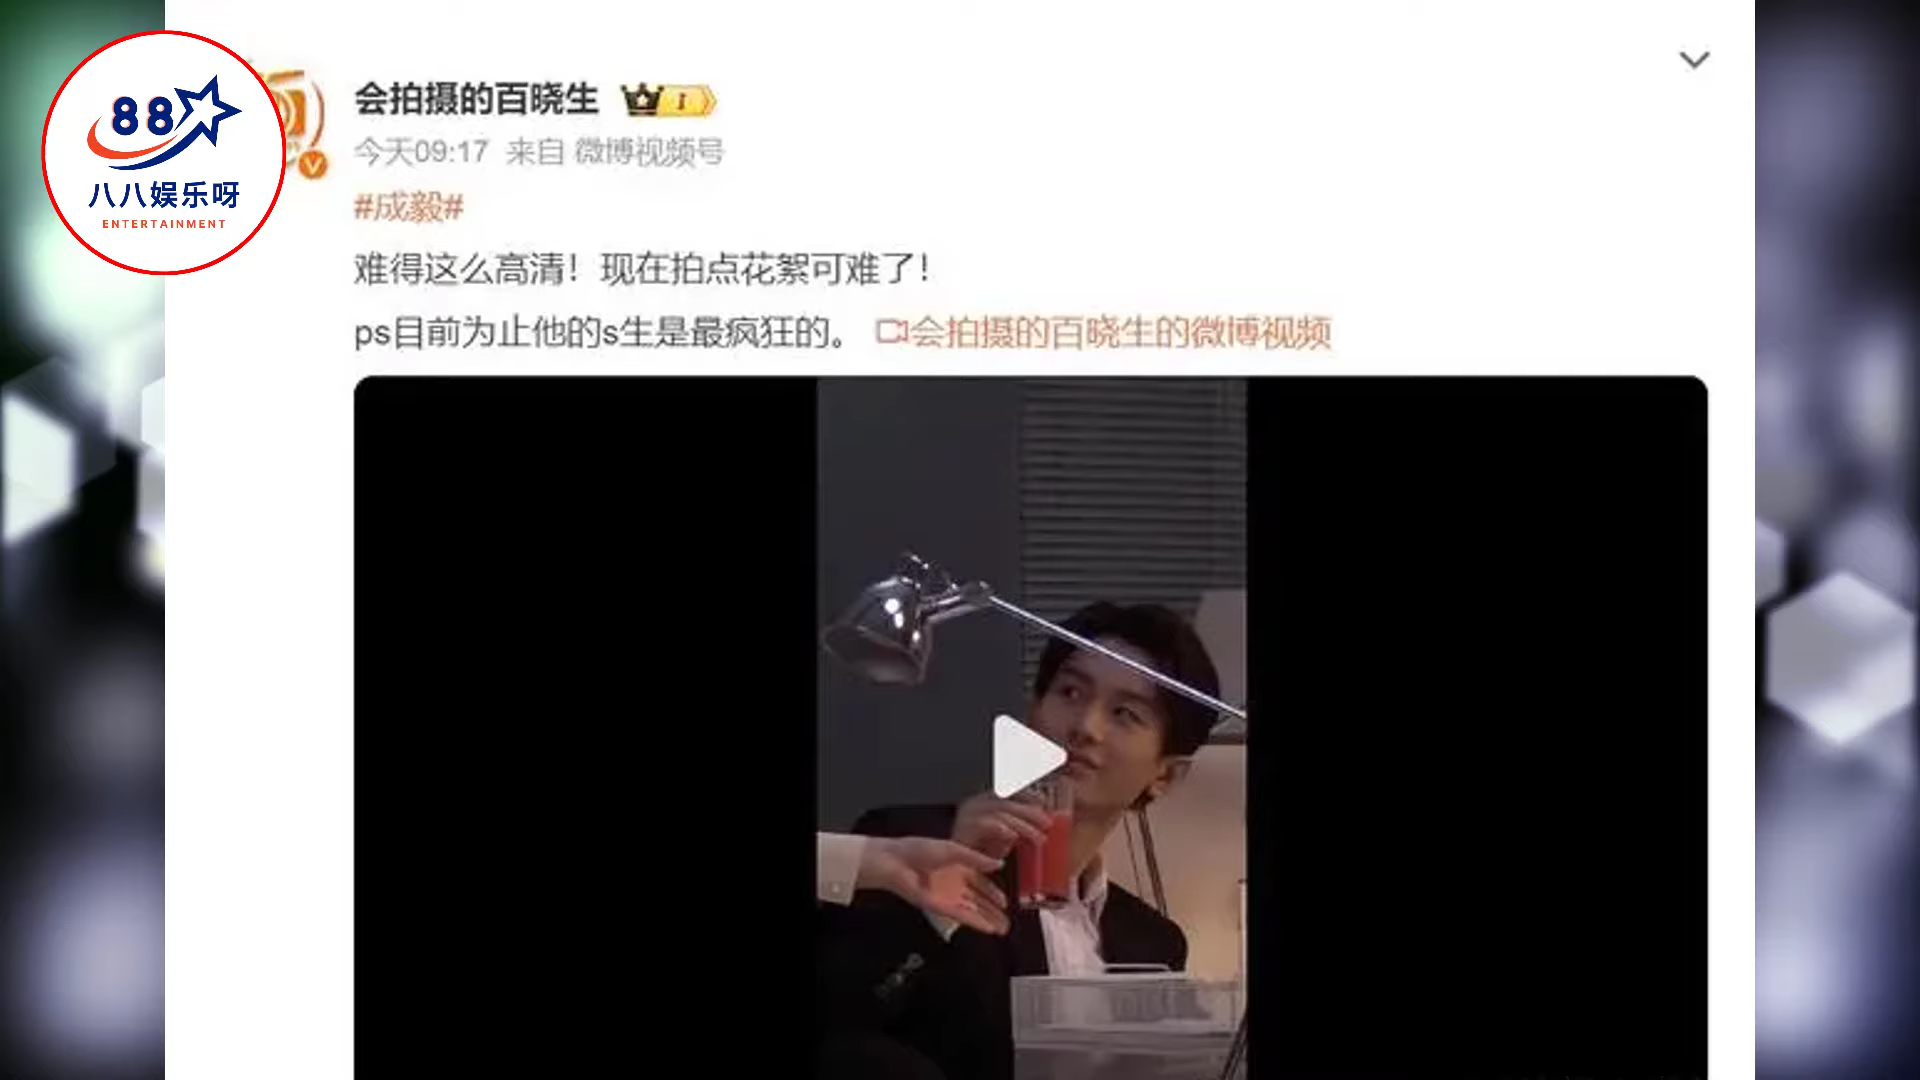 88
八八娱乐呀
ENTERTAINMENT
会拍摄的百晓生
I
今天09:17 来自 微博视频号
#成毅#
难得这么高清！现在拍点花絮可难了！
ps目前为止他的s生是最疯狂的。 会拍摄的百晓生的微博视频